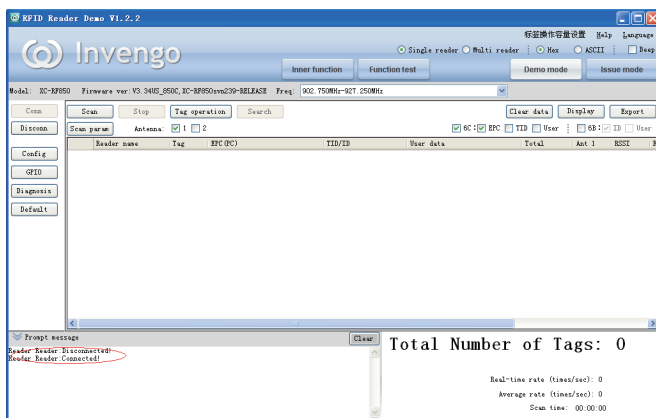 RFID Reader Demo V1.2.2
标签操作容量设置 Help Language
Invengo
Single reader Multi reader Hex ASCII Beep
Inner function Function test Demo mode Issue mode
Model: XC-RF850 Firmware ver: V3.34US_850C, XC-RF850svn239-RELEASE Freq: 902.750MHz-927.250MHz
Conn Scan Stop Tag operation Search Clear data Display Export
Disconn Scan param Antenna: 1 2 6C: EPC TID User 6B: ID User
Reader name Tag EPC(PC) TID/ID User data Total Ant 1 RSSI
Config
GPIO
Diagnosis
Default
Prompt message Clear
Reader Reader:Disconnected!
Reader Reader:Connected!
Total Number of Tags: 0
Real-time rate (times/sec): 0
Average rate (times/sec): 0
Scan time: 00:00:00